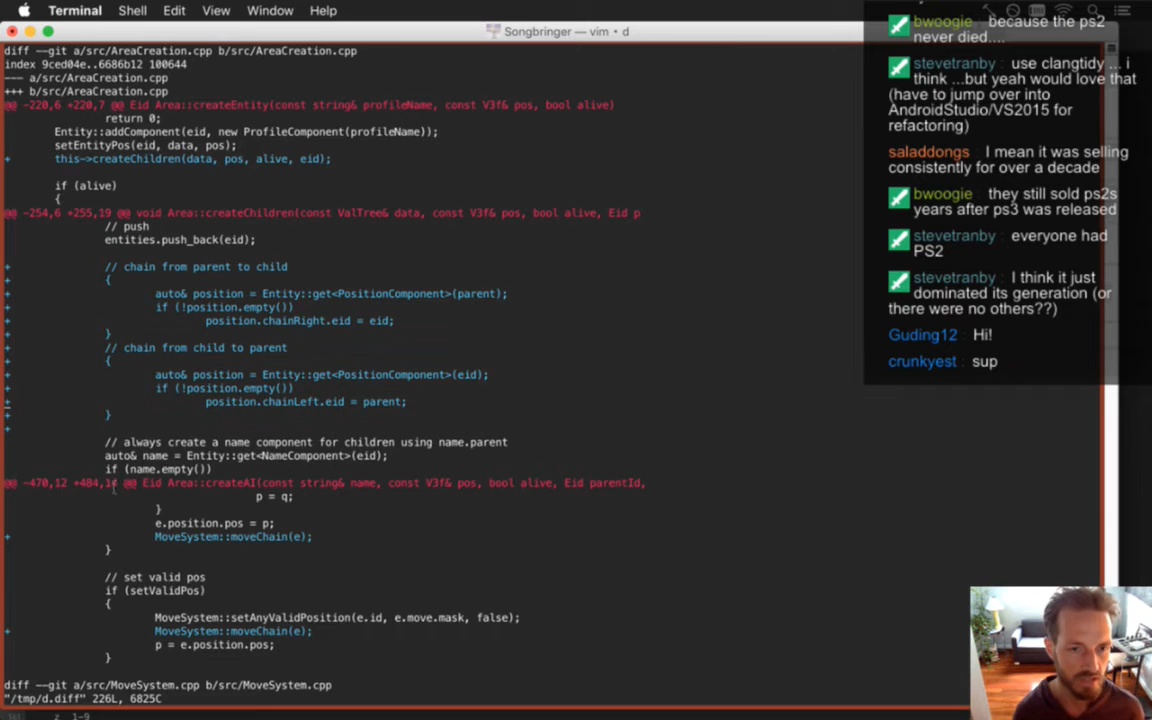 Terminal Shell Edit View Window Help
Songbringer — vim • d
diff --git a/src/AreaCreation.cpp b/src/AreaCreation.cpp
index 9ced04e..6686b12 100644
--- a/src/AreaCreation.cpp
+++ b/src/AreaCreation.cpp
@@ -220,6 +220,7 @@ Eid Area::createEntity(const string& profileName, const V3f& pos, bool alive)
return 0;
Entity::addComponent(eid, new ProfileComponent(profileName));
setEntityPos(eid, data, pos);
+ this->createChildren(data, pos, alive, eid);
if (alive)
{
@@ -254,6 +255,19 @@ void Area::createChildren(const ValTree& data, const V3f& pos, bool alive, Eid p
// push
entities.push_back(eid);
+
+ // chain from parent to child
+ {
+ auto& position = Entity::get<PositionComponent>(parent);
+ if (!position.empty())
+ position.chainRight.eid = eid;
+ }
+ // chain from child to parent
+ {
+ auto& position = Entity::get<PositionComponent>(eid);
+ if (!position.empty())
+ position.chainLeft.eid = parent;
+ }
+
// always create a name component for children using name.parent
auto& name = Entity::get<NameComponent>(eid);
if (name.empty())
@@ -470,12 +484,14 @@ Eid Area::createAI(const string& name, const V3f& pos, bool alive, Eid parentId,
p = q;
}
e.position.pos = p;
+ MoveSystem::moveChain(e);
}
// set valid pos
if (setValidPos)
{
MoveSystem::setAnyValidPosition(e.id, e.move.mask, false);
+ MoveSystem::moveChain(e);
p = e.position.pos;
}
diff --git a/src/MoveSystem.cpp b/src/MoveSystem.cpp
"/tmp/d.diff" 226L, 6825C
z 1-9
bwoogie because the ps2
never died....
stevetranby : use clangtidy ... i
think ...but yeah would love that
(have to jump over into
AndroidStudio/VS2015 for
refactoring)
saladdongs : I mean it was selling
consistently for over a decade
bwoogie : they still sold ps2s
years after ps3 was released
stevetranby : everyone had
PS2
stevetranby : I think it just
dominated its generation (or
there were no others??)
Guding12 : Hi!
crunkyest : sup